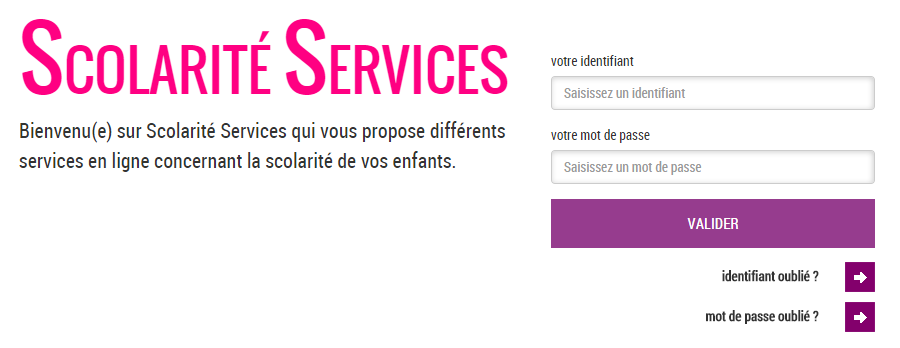 SCOLARITÉ SERVICES
Bienvenu(e) sur Scolarité Services qui vous propose différents
services en ligne concernant la scolarité de vos enfants.
votre identifiant
Saisissez un identifiant
votre mot de passe
Saisissez un mot de passe
VALIDER
identifiant oublié ?
mot de passe oublié ?